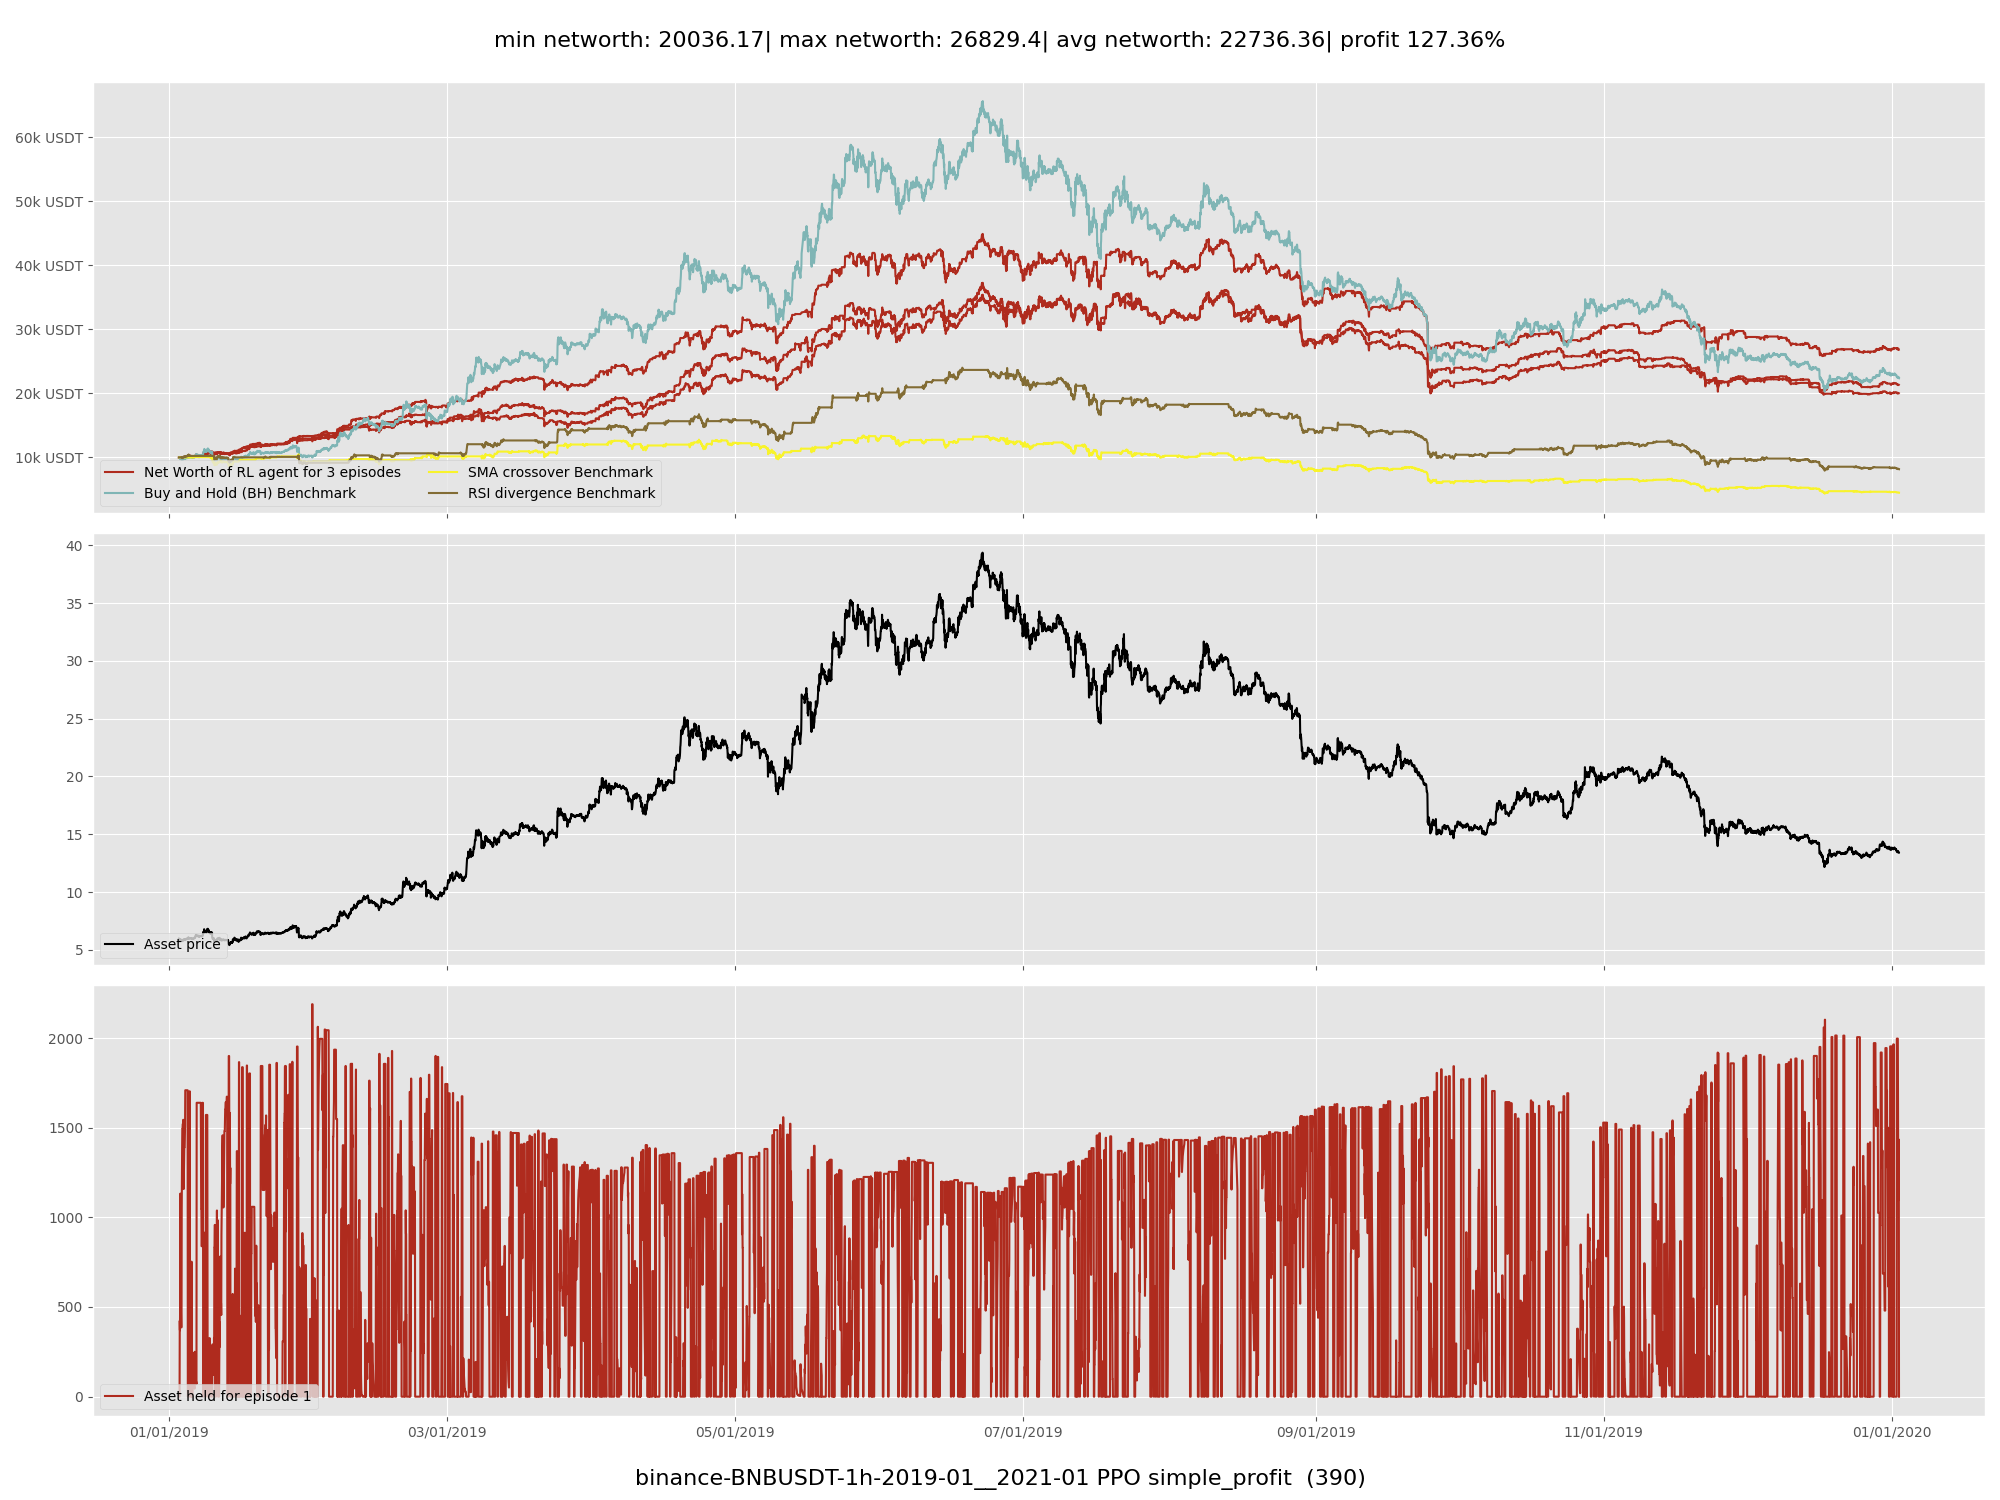 min networth: 20036.17| max networth: 26829.4| avg networth: 22736.36| profit 127.36%
60k USDT
50k USDT
40k USDT
30k USDT
20k USDT
10k USDT
Net Worth of RL agent for 3 episodes
Buy and Hold (BH) Benchmark
SMA crossover Benchmark
RSI divergence Benchmark
40
35
30
25
20
15
10
5
Asset price
2000
1500
1000
500
0
Asset held for episode 1
01/01/2019 03/01/2019 05/01/2019 07/01/2019 09/01/2019 11/01/2019 01/01/2020
binance-BNBUSDT-1h-2019-01__2021-01 PPO simple_profit (390)